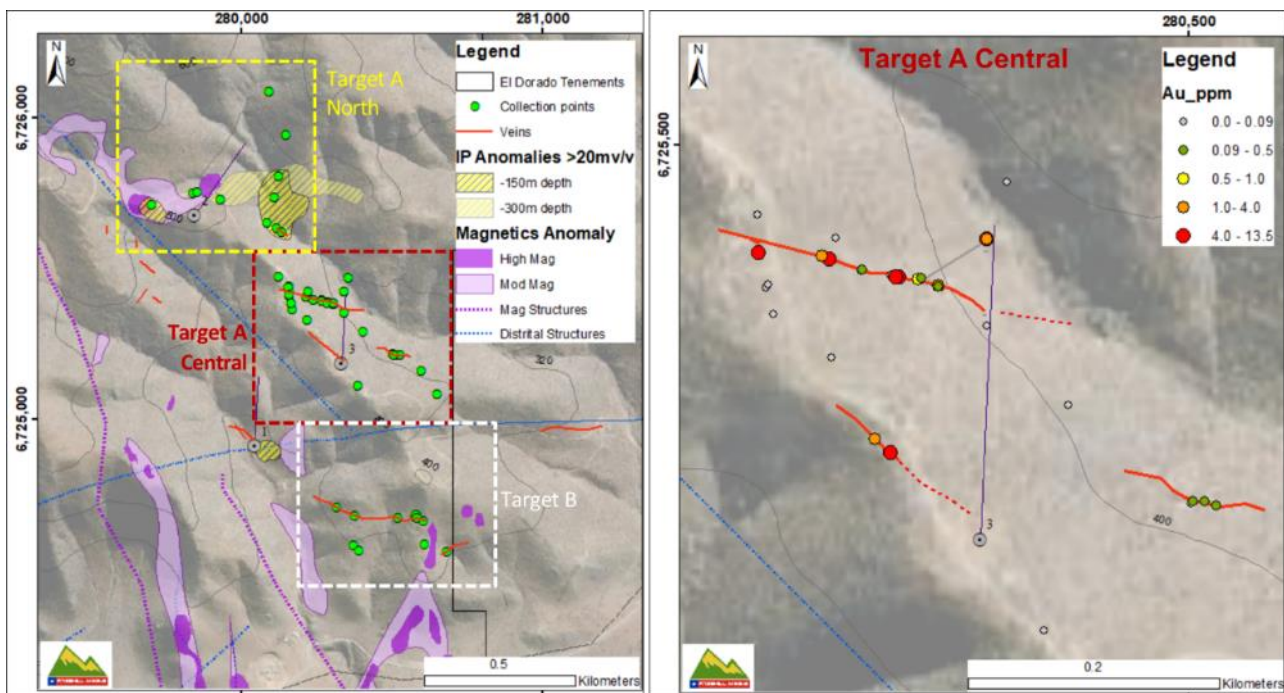 280,000
281,000
6,726,000
6,725,000
N
Target A
North
Target A
Central
Target B
600
320
400
2
3
1
Legend
El Dorado Tenements
Collection points
Veins
IP Anomalies >20mv/v
-150m depth
-300m depth
Magnetics Anomaly
High Mag
Mod Mag
Mag Structures
Distrital Structures
0.5
Kilometers
280,500
6,725,500
N
Target A Central
Legend
Au_ppm
0.0 - 0.09
0.09 - 0.5
0.5 - 1.0
1.0- 4.0
4.0 - 13.5
3
400
0.2
Kilometers